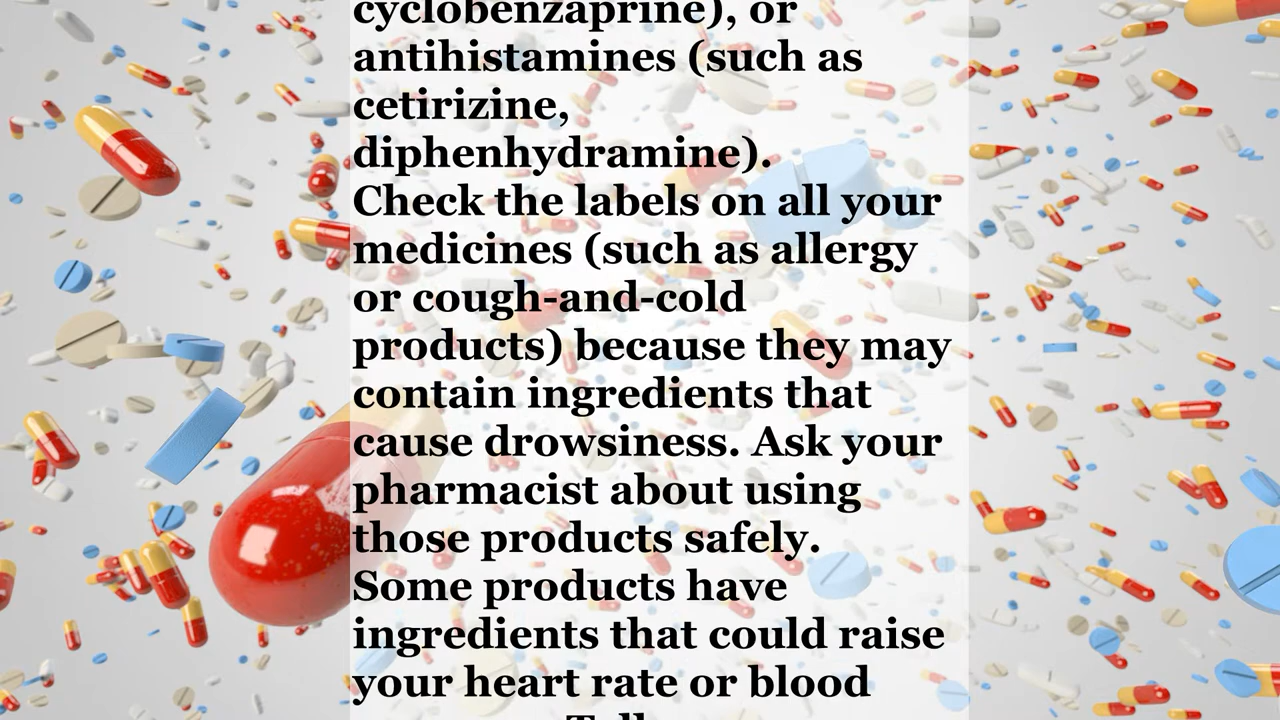 cyclobenzaprine), or
antihistamines (such as
cetirizine,
diphenhydramine).
Check the labels on all your
medicines (such as allergy
or cough-and-cold
products) because they may
contain ingredients that
cause drowsiness. Ask your
pharmacist about using
those products safely.
Some products have
ingredients that could raise
your heart rate or blood